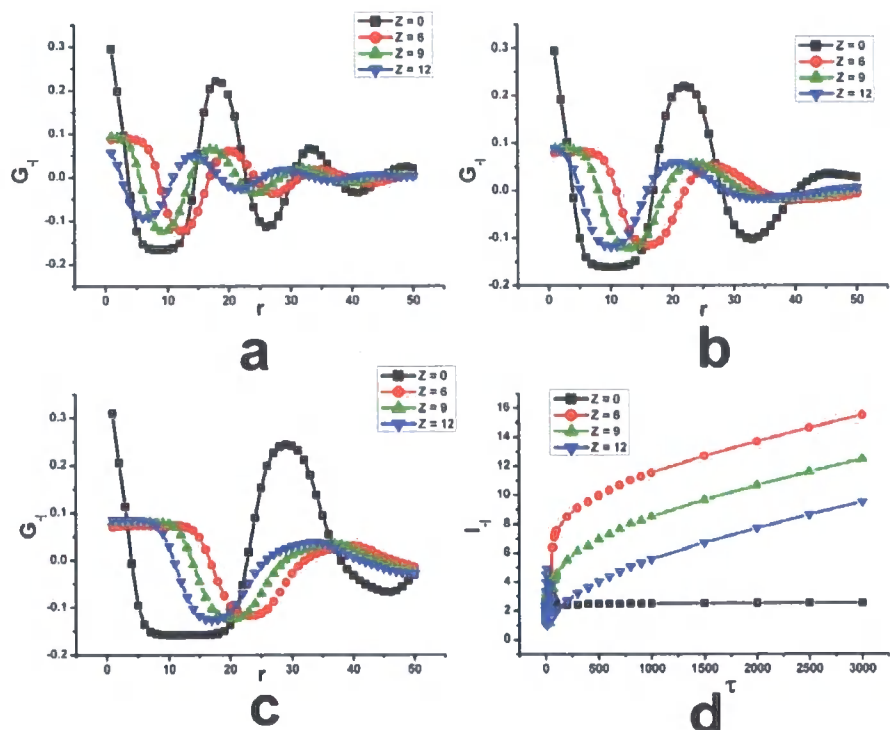 Z = 0
Z = 6
Z = 9
Z = 12
0.3
0.2
0.1
0.0
-0.1
-0.2
G-I
0 10 20 30 40 50
r
a
Z = 0
Z = 6
Z = 9
Z = 12
0.3
0.2
0.1
0.0
-0.1
-0.2
G-I
0 10 20 30 40 50
r
b
Z = 0
Z = 6
Z = 9
Z = 12
0.3
0.2
0.1
0.0
-0.1
-0.2
G-I
0 10 20 30 40 50
r
c
Z = 0
Z = 6
Z = 9
Z = 12
16
14
12
10
8
6
4
2
0
I-I
0 500 1000 1500 2000 2500 3000
τ
d